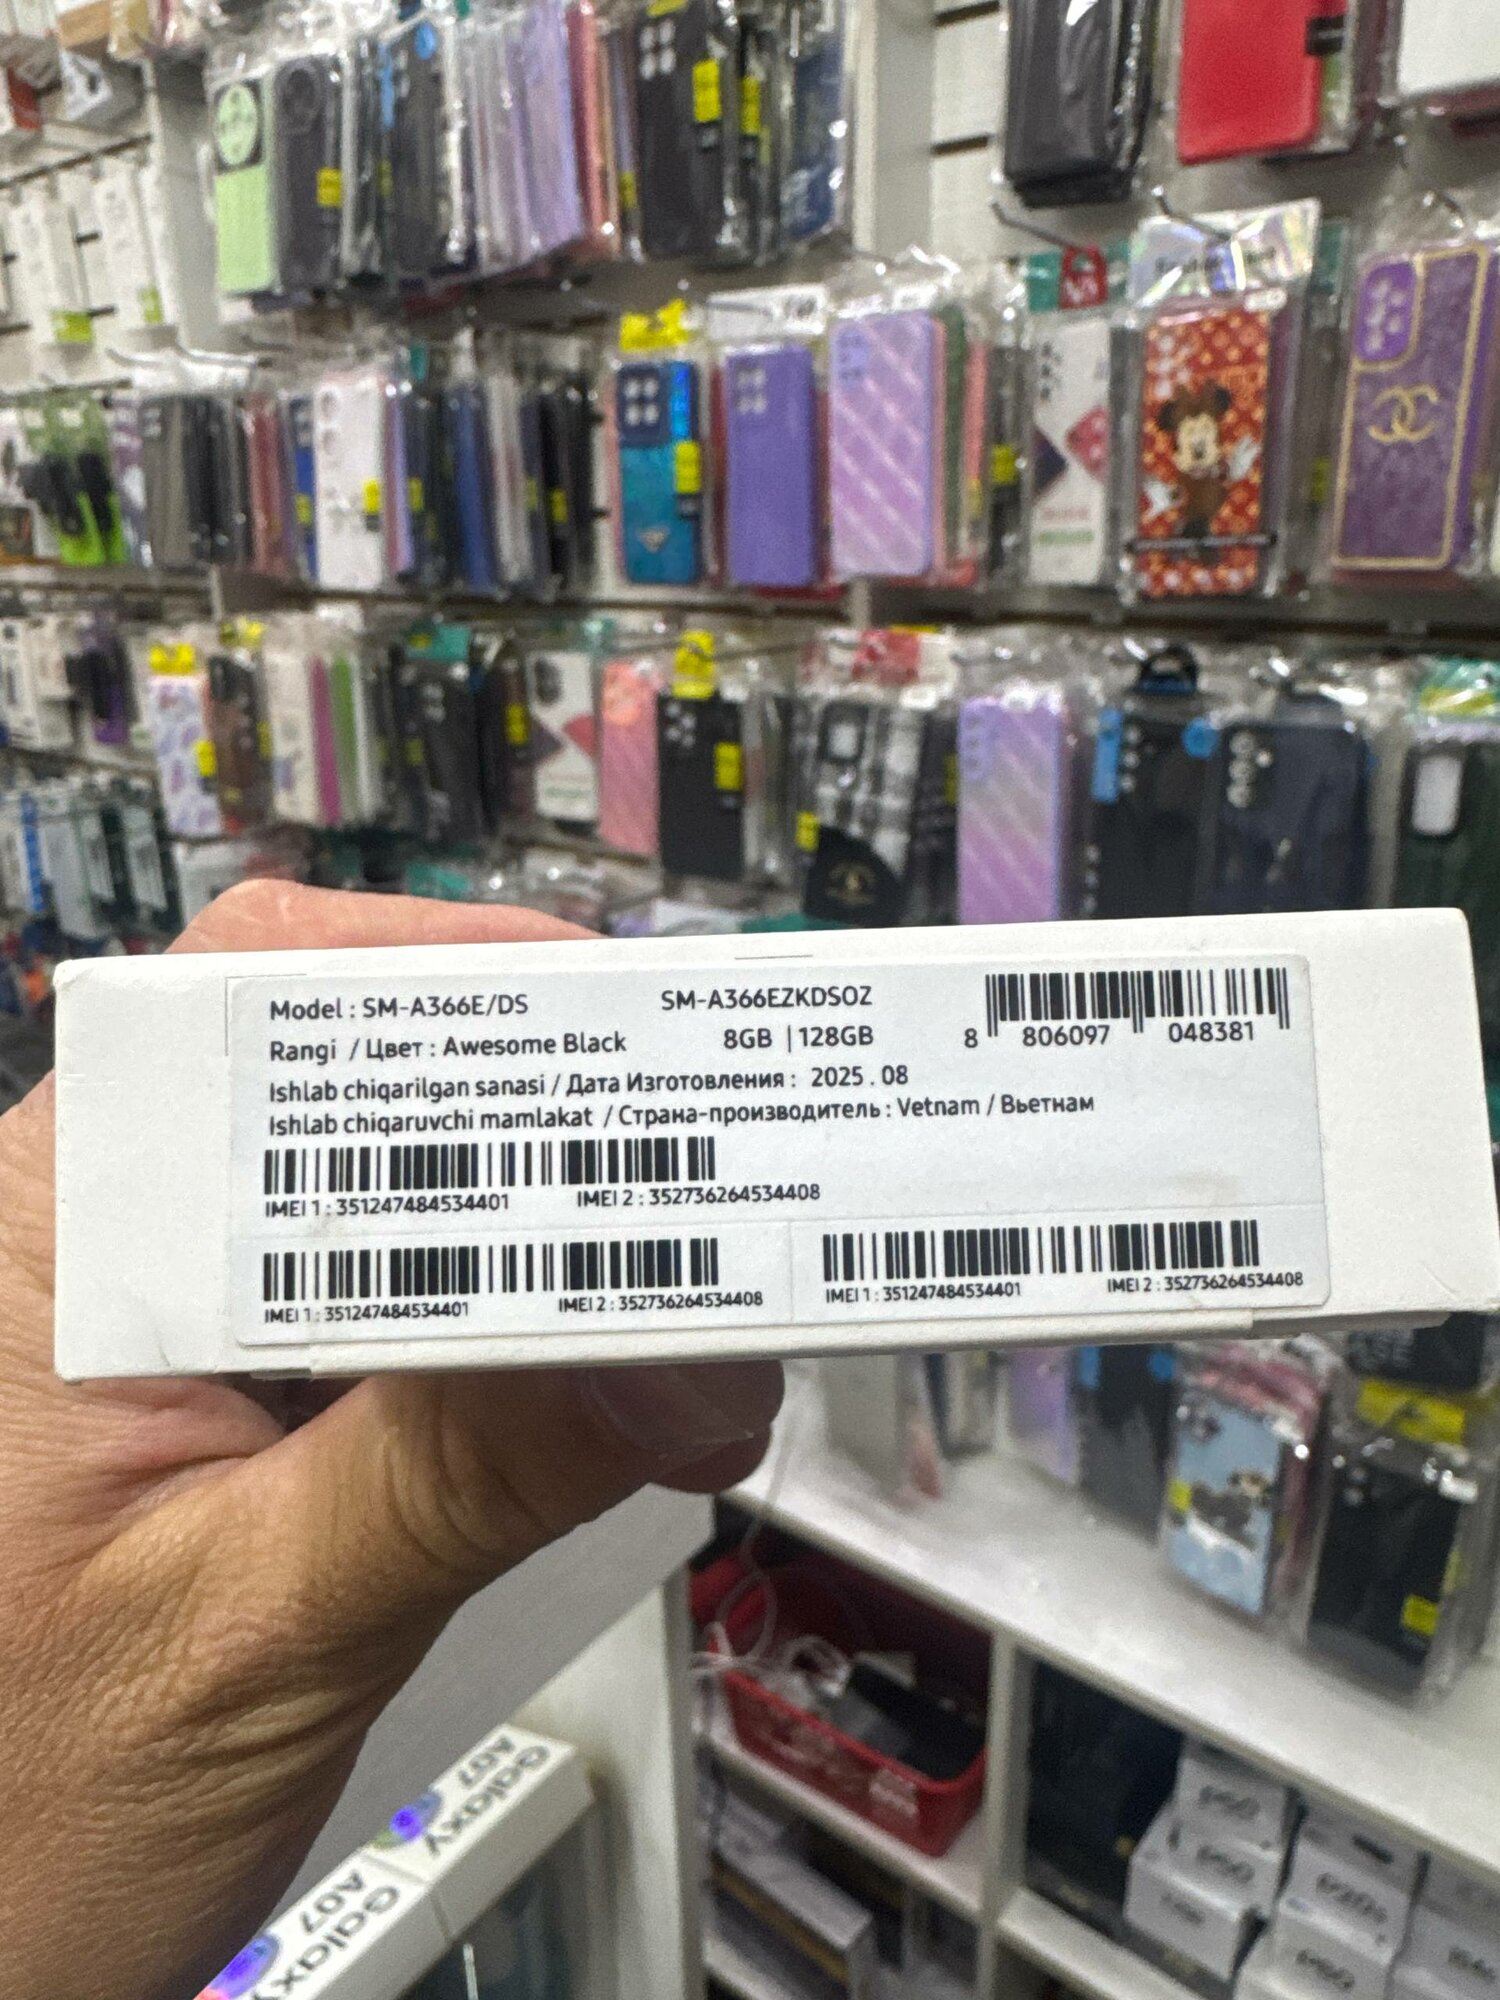 Model : SM-A366E/DS
SM-A366EZKDSOZ
8 806097 048381
Rangi / Цвет : Awesome Black
8GB | 128GB
Ishlab chiqarilgan sanasi / Дата Изготовления : 2025 . 08
Ishlab chiqaruvchi mamlakat / Страна-производитель : Vetnam / Вьетнам
IMEI 1 : 351247484534401
IMEI 2 : 352736264534408
IMEI 1 : 351247484534401
IMEI 2 : 352736264534408
IMEI 1 : 351247484534401
IMEI 2 : 352736264534408
Galaxy A07
Galaxy A07